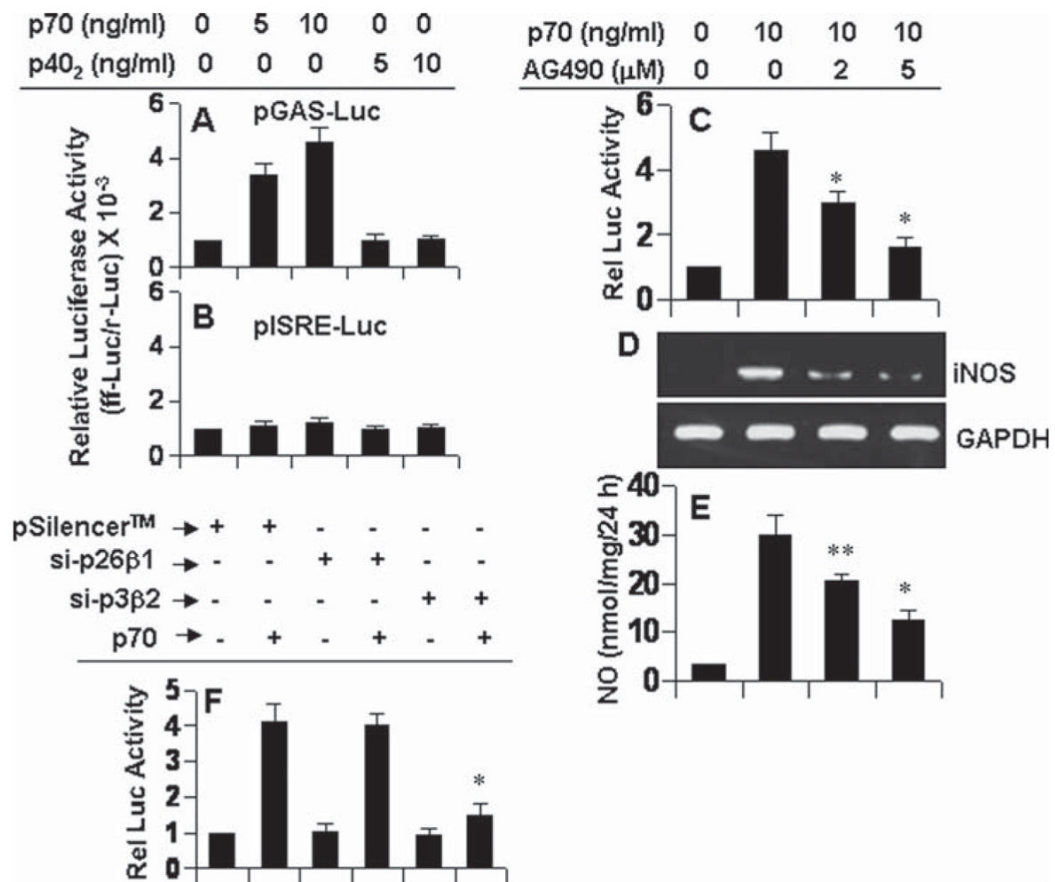 p70 (ng/ml) 0 5 10 0 0
p40₂ (ng/ml) 0 0 0 5 10
A pGAS-Luc
6
4
2
0
Relative Luciferase Activity
(ff-Luc/r-Luc) X 10⁻³
B pISRE-Luc
6
4
2
0
pSilencer™ + + - - - -
si-p26β1 - - + + - -
si-p3β2 - - - - + +
p70 - + - + - +
F
Rel Luc Activity
5
4
3
2
1
0
*
p70 (ng/ml) 0 10 10 10
AG490 (μM) 0 0 2 5
C
Rel Luc Activity
6
4
2
0
* *
D
iNOS
GAPDH
E
NO (nmol/mg/24 h)
40
30
20
10
0
** *